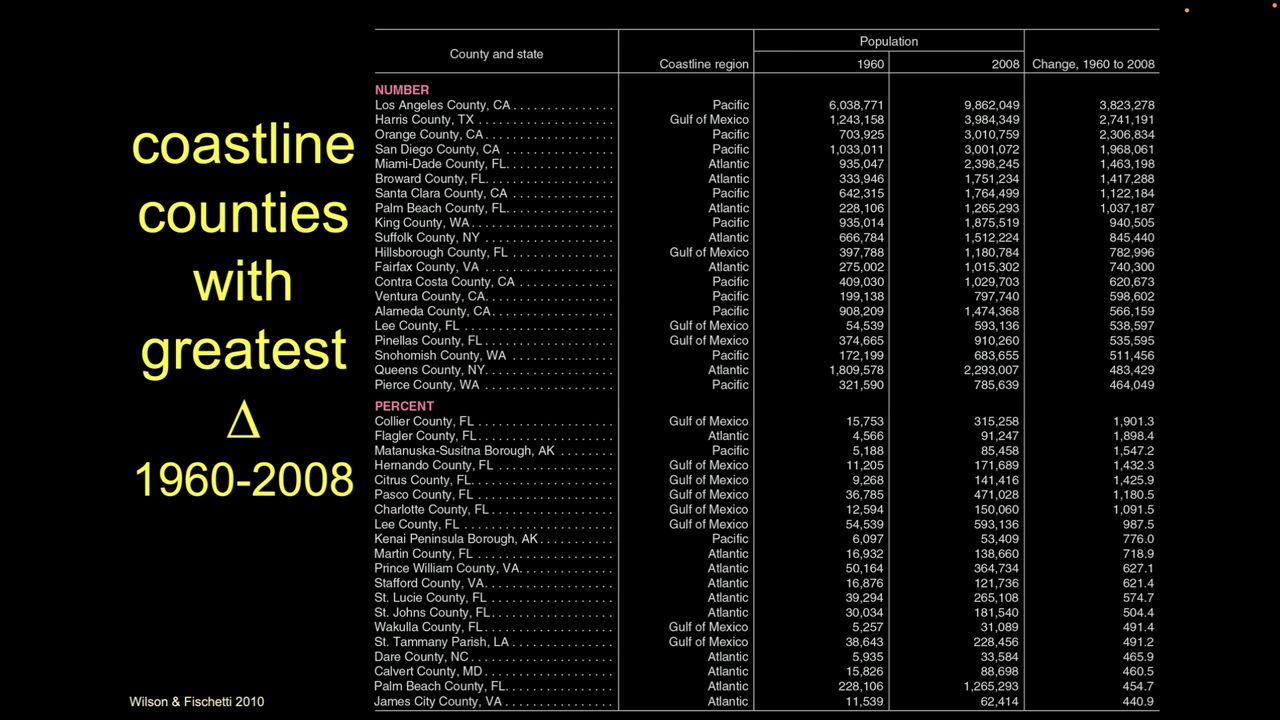 coastline
counties
with
greatest
Δ
1960-2008
Wilson & Fischetti 2010
County and state Coastline region Population Change, 1960 to 2008
1960 2008
NUMBER
Los Angeles County, CA . . . . . . . . . . . . . . . Pacific 6,038,771 9,862,049 3,823,278
Harris County, TX . . . . . . . . . . . . . . . . . . . . Gulf of Mexico 1,243,158 3,984,349 2,741,191
Orange County, CA . . . . . . . . . . . . . . . . . . . Pacific 703,925 3,010,759 2,306,834
San Diego County, CA . . . . . . . . . . . . . . . . . Pacific 1,033,011 3,001,072 1,968,061
Miami-Dade County, FL. . . . . . . . . . . . . . . . Atlantic 935,047 2,398,245 1,463,198
Broward County, FL. . . . . . . . . . . . . . . . . . . Atlantic 333,946 1,751,234 1,417,288
Santa Clara County, CA . . . . . . . . . . . . . . . . Pacific 642,315 1,764,499 1,122,184
Palm Beach County, FL. . . . . . . . . . . . . . . . Atlantic 228,106 1,265,293 1,037,187
King County, WA . . . . . . . . . . . . . . . . . . . . . Pacific 935,014 1,875,519 940,505
Suffolk County, NY . . . . . . . . . . . . . . . . . . . . Atlantic 666,784 1,512,224 845,440
Hillsborough County, FL . . . . . . . . . . . . . . . . Gulf of Mexico 397,788 1,180,784 782,996
Fairfax County, VA . . . . . . . . . . . . . . . . . . . . Atlantic 275,002 1,015,302 740,300
Contra Costa County, CA . . . . . . . . . . . . . . Pacific 409,030 1,029,703 620,673
Ventura County, CA. . . . . . . . . . . . . . . . . . . Pacific 199,138 797,740 598,602
Alameda County, CA. . . . . . . . . . . . . . . . . . Pacific 908,209 1,474,368 566,159
Lee County, FL . . . . . . . . . . . . . . . . . . . . . . Gulf of Mexico 54,539 593,136 538,597
Pinellas County, FL . . . . . . . . . . . . . . . . . . . Gulf of Mexico 374,665 910,260 535,595
Snohomish County, WA . . . . . . . . . . . . . . . . Pacific 172,199 683,655 511,456
Queens County, NY. . . . . . . . . . . . . . . . . . . Atlantic 1,809,578 2,293,007 483,429
Pierce County, WA . . . . . . . . . . . . . . . . . . . Pacific 321,590 785,639 464,049
PERCENT
Collier County, FL . . . . . . . . . . . . . . . . . . . . Gulf of Mexico 15,753 315,258 1,901.3
Flagler County, FL . . . . . . . . . . . . . . . . . . . . Atlantic 4,566 91,247 1,898.4
Matanuska-Susitna Borough, AK . . . . . . . . Pacific 5,188 85,458 1,547.2
Hernando County, FL . . . . . . . . . . . . . . . . . Gulf of Mexico 11,205 171,689 1,432.3
Citrus County, FL. . . . . . . . . . . . . . . . . . . . . Gulf of Mexico 9,268 141,416 1,425.9
Pasco County, FL . . . . . . . . . . . . . . . . . . . . Gulf of Mexico 36,785 471,028 1,180.5
Charlotte County, FL . . . . . . . . . . . . . . . . . . Gulf of Mexico 12,594 150,060 1,091.5
Lee County, FL . . . . . . . . . . . . . . . . . . . . . . Gulf of Mexico 54,539 593,136 987.5
Kenai Peninsula Borough, AK . . . . . . . . . . . Pacific 6,097 53,409 776.0
Martin County, FL . . . . . . . . . . . . . . . . . . . . Atlantic 16,932 138,660 718.9
Prince William County, VA. . . . . . . . . . . . . . Atlantic 50,164 364,734 627.1
Stafford County, VA. . . . . . . . . . . . . . . . . . . Atlantic 16,876 121,736 621.4
St. Lucie County, FL . . . . . . . . . . . . . . . . . . Atlantic 39,294 265,108 574.7
St. Johns County, FL . . . . . . . . . . . . . . . . . . Atlantic 30,034 181,540 504.4
Wakulla County, FL . . . . . . . . . . . . . . . . . . . Gulf of Mexico 5,257 31,089 491.4
St. Tammany Parish, LA . . . . . . . . . . . . . . . Gulf of Mexico 38,643 228,456 491.2
Dare County, NC . . . . . . . . . . . . . . . . . . . . . Atlantic 5,935 33,584 465.9
Calvert County, MD . . . . . . . . . . . . . . . . . . . Atlantic 15,826 88,698 460.5
Palm Beach County, FL. . . . . . . . . . . . . . . . Atlantic 228,106 1,265,293 454.7
James City County, VA . . . . . . . . . . . . . . . . Atlantic 11,539 62,414 440.9